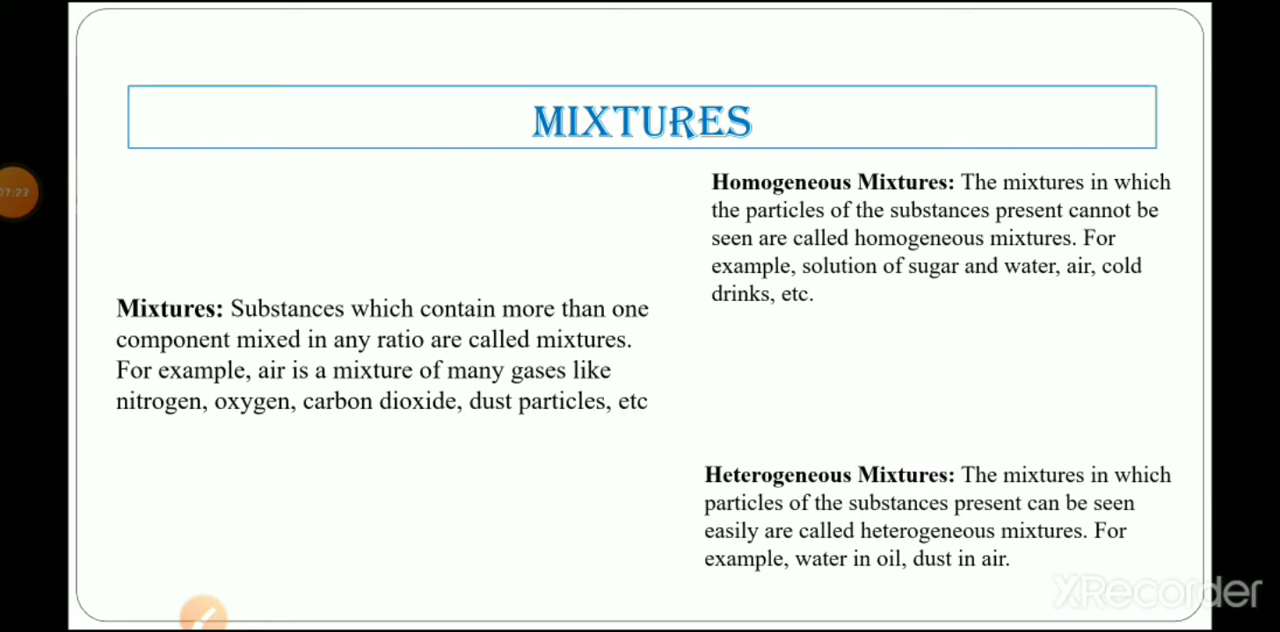 MIXTURES
07:23
Mixtures: Substances which contain more than one
component mixed in any ratio are called mixtures.
For example, air is a mixture of many gases like
nitrogen, oxygen, carbon dioxide, dust particles, etc
Homogeneous Mixtures: The mixtures in which
the particles of the substances present cannot be
seen are called homogeneous mixtures. For
example, solution of sugar and water, air, cold
drinks, etc.
Heterogeneous Mixtures: The mixtures in which
particles of the substances present can be seen
easily are called heterogeneous mixtures. For
example, water in oil, dust in air.
XRecorder